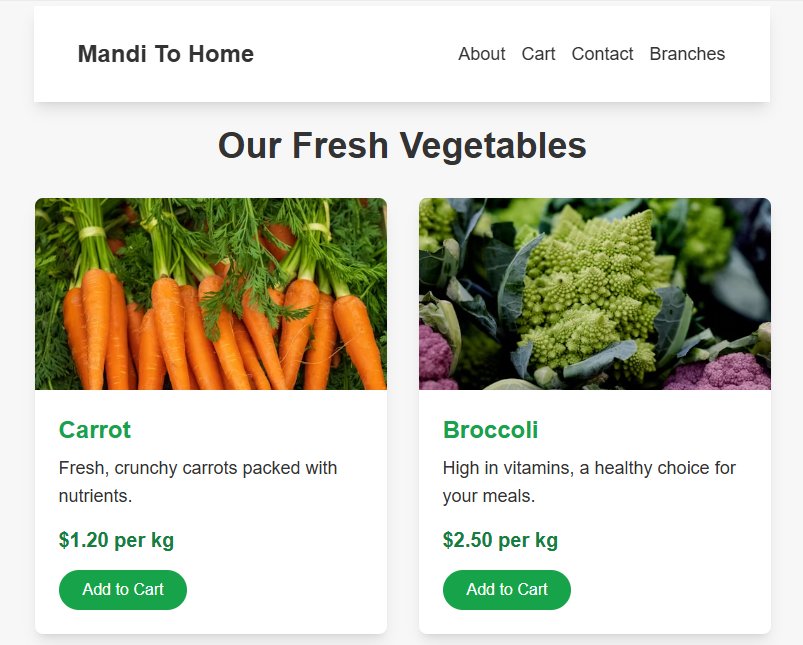 Mandi To Home
About Cart Contact Branches
Our Fresh Vegetables
Carrot
Fresh, crunchy carrots packed with
nutrients.
$1.20 per kg
Add to Cart
Broccoli
High in vitamins, a healthy choice for
your meals.
$2.50 per kg
Add to Cart